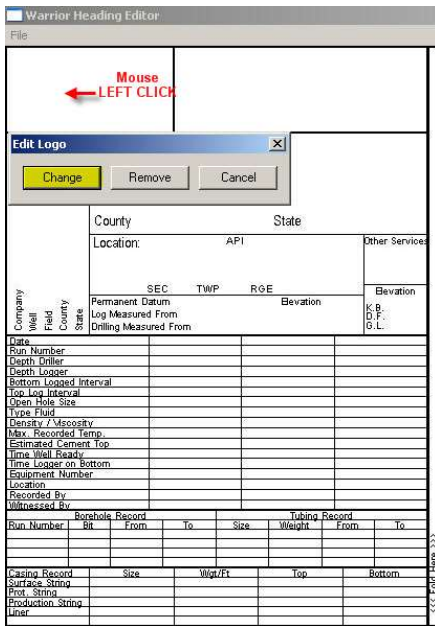 Warrior Heading Editor
File
Mouse
LEFT CLICK
Edit Logo
Change Remove Cancel
County State
Location: API Other Services
SEC TWP RGE
Company
Well
Field
County
State
Permanent Datum Elevation
Log Measured From
Drilling Measured From
Elevation
K.B.
D.F.
G.L.
Date
Run Number
Depth Driller
Depth Logger
Bottom Logged Interval
Top Log Interval
Open Hole Size
Type Fluid
Density / Viscosity
Max. Recorded Temp.
Estimated Cement Top
Time Well Ready
Time Logger on Bottom
Equipment Number
Location
Recorded By
Witnessed By
Borehole Record Tubing Record
Run Number Bit From To Size Weight From To
Casing Record Size Wgt/Ft Top Bottom
Surface String
Prot. String
Production String
Liner
<<< Fold Here >>>